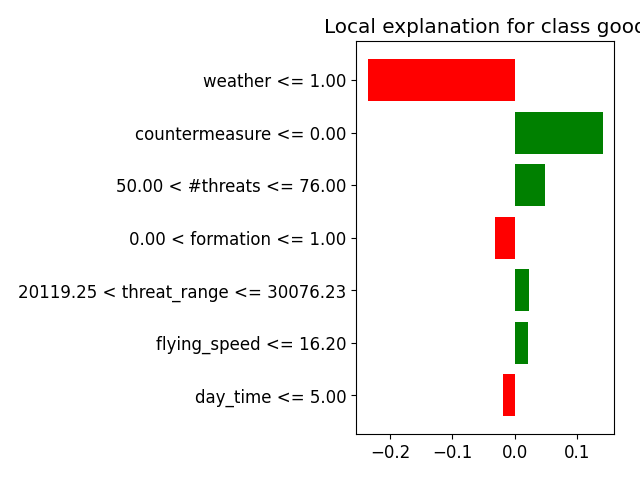 Local explanation for class good
weather <= 1.00
countermeasure <= 0.00
50.00 < #threats <= 76.00
0.00 < formation <= 1.00
20119.25 < threat_range <= 30076.23
flying_speed <= 16.20
day_time <= 5.00
−0.2 −0.1 0.0 0.1